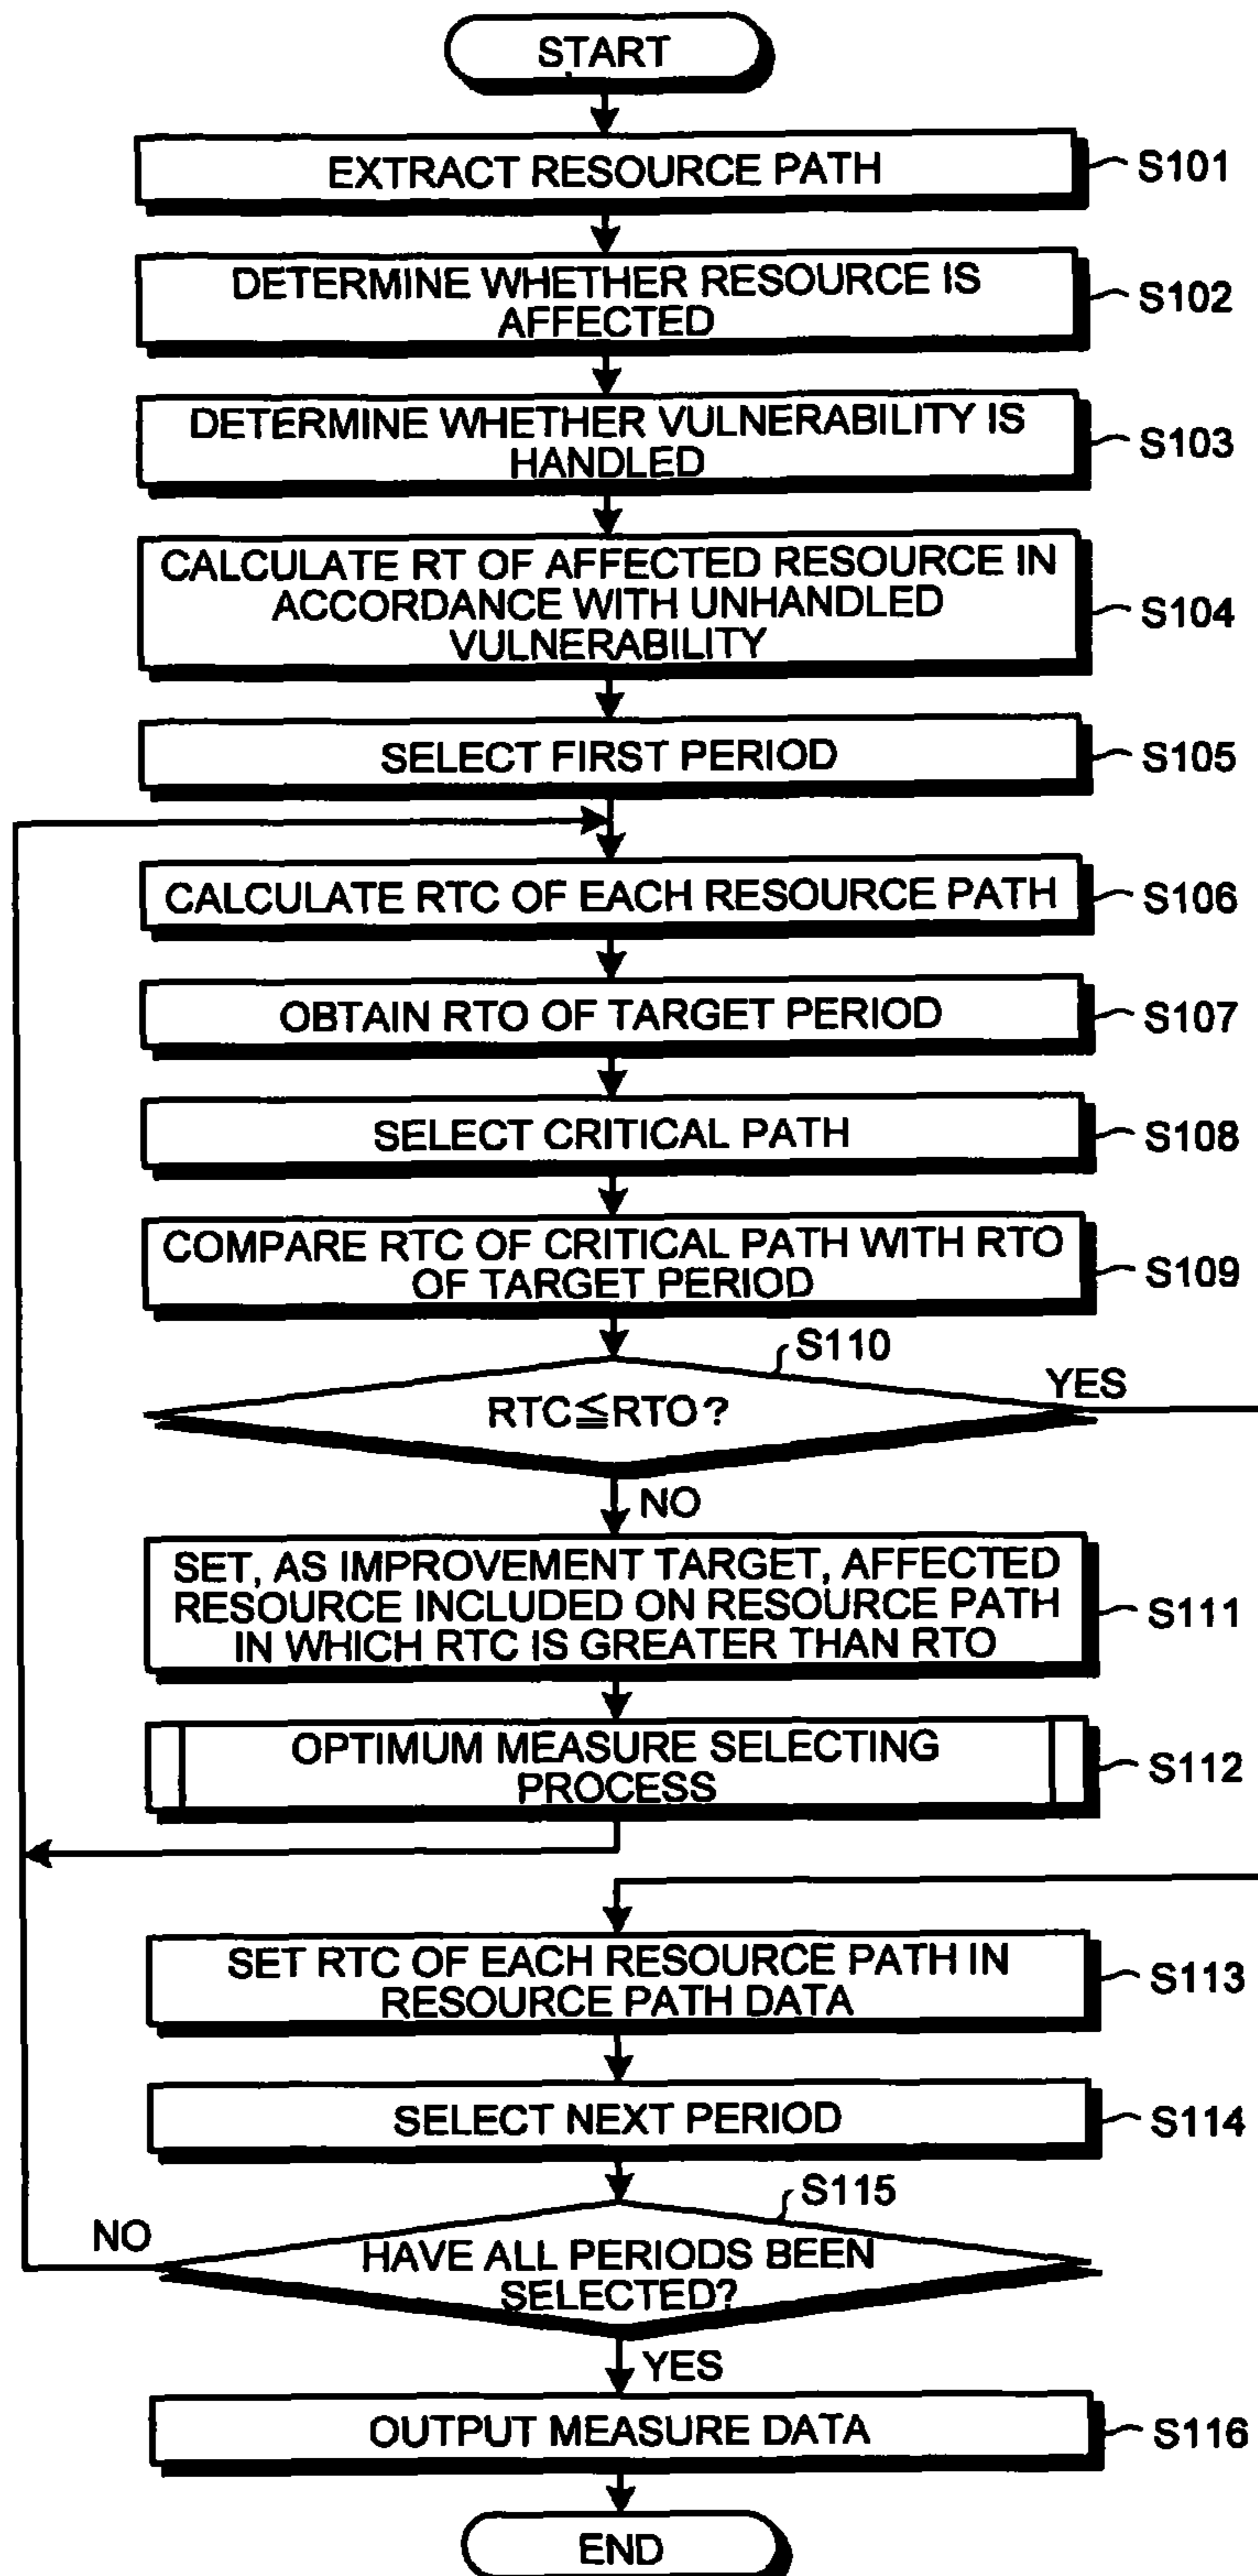 START
EXTRACT RESOURCE PATH
S101
DETERMINE WHETHER RESOURCE IS
AFFECTED
S102
DETERMINE WHETHER VULNERABILITY IS
HANDLED
S103
CALCULATE RT OF AFFECTED RESOURCE IN
ACCORDANCE WITH UNHANDLED
VULNERABILITY
S104
SELECT FIRST PERIOD
S105
CALCULATE RTC OF EACH RESOURCE PATH
S106
OBTAIN RTO OF TARGET PERIOD
S107
SELECT CRITICAL PATH
S108
COMPARE RTC OF CRITICAL PATH WITH RTO
OF TARGET PERIOD
S109
S110
RTC≦RTO?
YES
NO
SET, AS IMPROVEMENT TARGET, AFFECTED
RESOURCE INCLUDED ON RESOURCE PATH
IN WHICH RTC IS GREATER THAN RTO
S111
OPTIMUM MEASURE SELECTING
PROCESS
S112
SET RTC OF EACH RESOURCE PATH IN
RESOURCE PATH DATA
S113
SELECT NEXT PERIOD
S114
S115
NO
HAVE ALL PERIODS BEEN
SELECTED?
YES
OUTPUT MEASURE DATA
S116
END